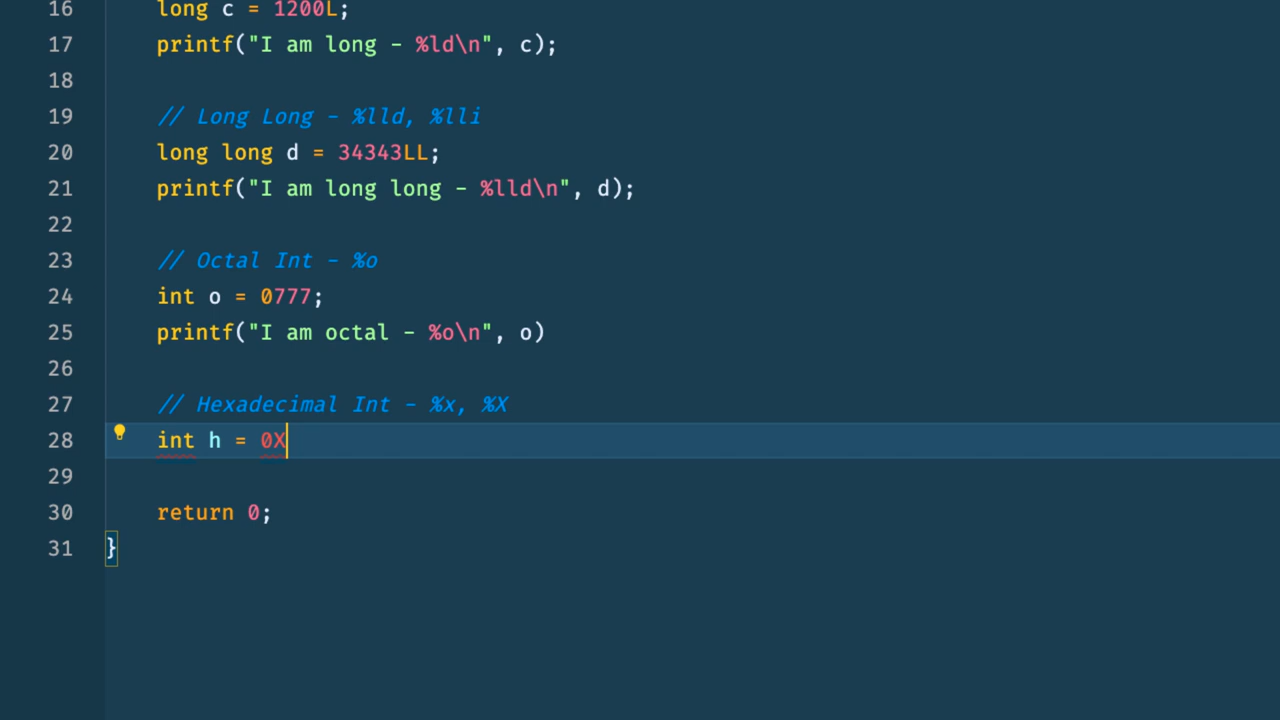 16 long c = 1200L;
17 printf("I am long - %ld\n", c);
18
19 // Long Long - %lld, %lli
20 long long d = 34343LL;
21 printf("I am long long - %lld\n", d);
22
23 // Octal Int - %o
24 int o = 0777;
25 printf("I am octal - %o\n", o)
26
27 // Hexadecimal Int - %x, %X
28 int h = 0X
29
30 return 0;
31 }